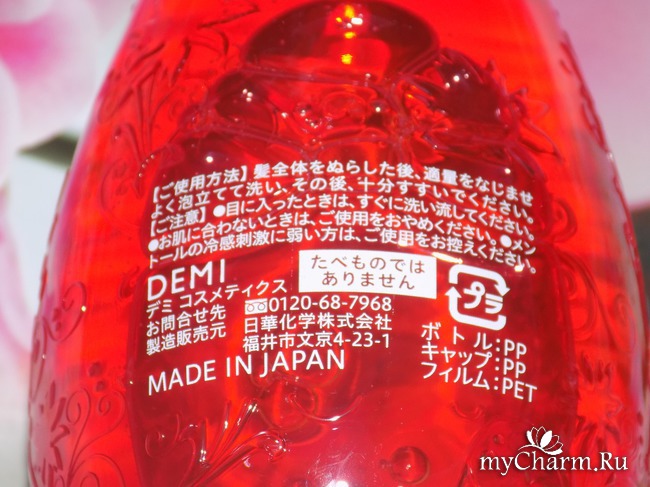 【ご使用方法】髪全体をぬらした後、適量をなじませ
よく泡立てて洗い、その後、十分すすいでください。
【ご注意】●目に入ったときは、すぐに洗い流してください。
●お肌に合わないときは、ご使用をおやめください。●メン
トールの冷感刺激に弱い方は、ご使用をお控えください。
DEMI
デミ コスメティクス
たべものでは
ありません
お問合せ先 0120-68-7968
製造販売元 日華化学株式会社
福井市文京4-23-1
MADE IN JAPAN
プラ
ボトル:PP
キャップ:PP
フィルム:PET
myCharm.Ru